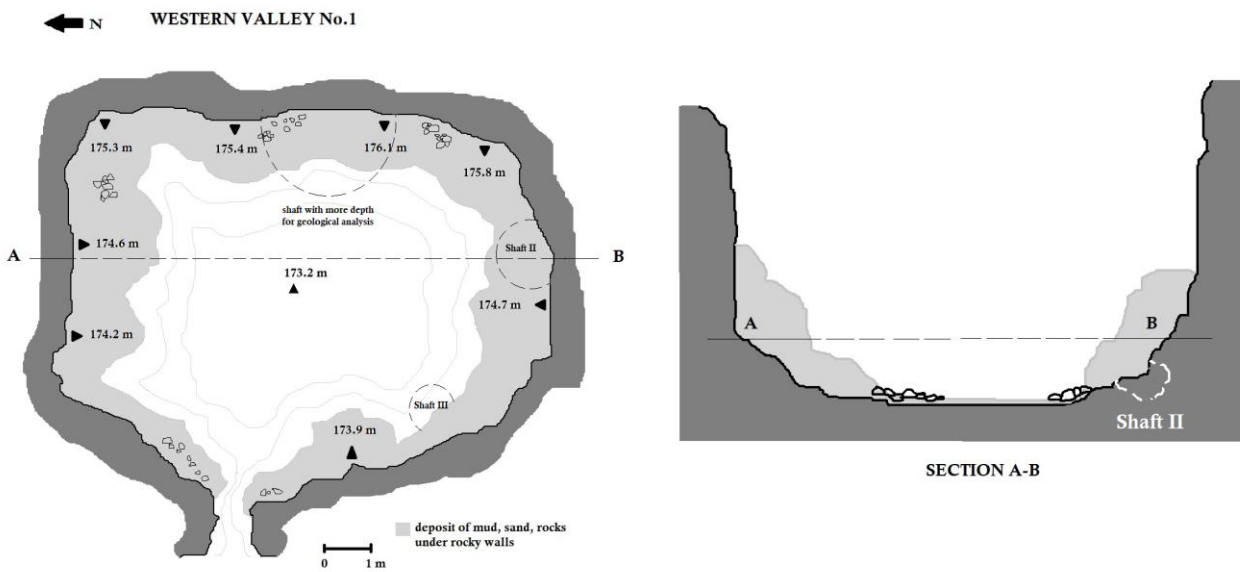 N
WESTERN VALLEY No.1
175.3 m
175.4 m
176.1 m
175.8 m
shaft with more depth
for geological analysis
Shaft II
A
174.6 m
B
173.2 m
174.7 m
174.2 m
Shaft III
173.9 m
deposit of mud, sand, rocks
under rocky walls
0
1 m
A
B
Shaft II
SECTION A-B